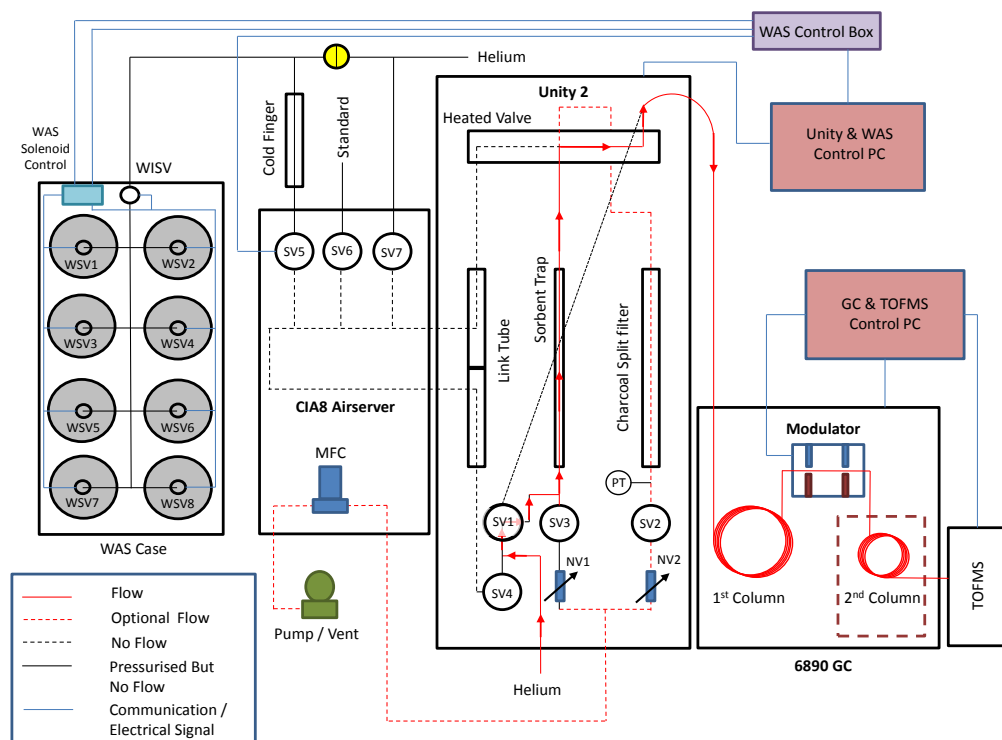 WAS Control Box
Helium
Unity 2
Heated Valve
Unity & WAS
Control PC
WAS
Solenoid
Control
WISV
Cold Finger
Standard
WSV1
WSV2
WSV3
WSV4
WSV5
WSV6
WSV7
WSV8
WAS Case
SV5
SV6
SV7
CIA8 Airserver
MFC
Pump / Vent
Link Tube
Sorbent Trap
Charcoal Split filter
PT
SV1
SV3
SV2
SV4
NV1
NV2
Helium
GC & TOFMS
Control PC
Modulator
1st Column
2nd Column
6890 GC
TOFMS
Flow
Optional Flow
No Flow
Pressurised But
No Flow
Communication /
Electrical Signal